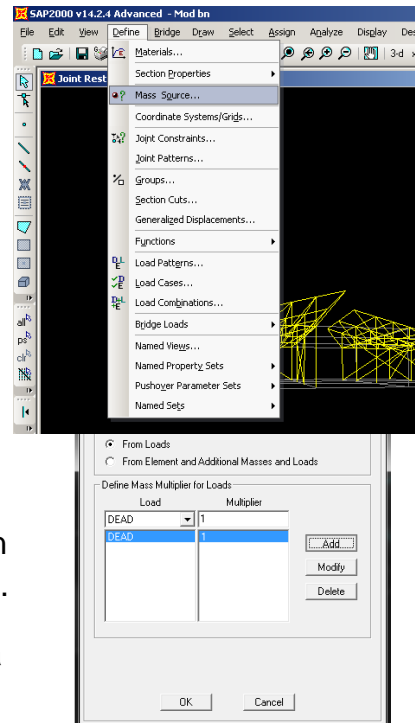 SAP2000 v14.2.4 Advanced - Mod bn
File Edit View Define Bridge Draw Select Assign Analyze Display Des
3-d
Joint Rest
Materials...
Section Properties
Mass Source...
Coordinate Systems/Grids...
Joint Constraints...
Joint Patterns...
Groups...
Section Cuts...
Generalized Displacements...
Functions
Load Patterns...
Load Cases...
Load Combinations...
Bridge Loads
Named Views...
Named Property Sets
Pushover Parameter Sets
Named Sets
all
ps
clr
From Loads
From Element and Additional Masses and Loads
Define Mass Multiplier for Loads
Load Multiplier
DEAD 1
DEAD 1
Add
Modify
Delete
OK Cancel